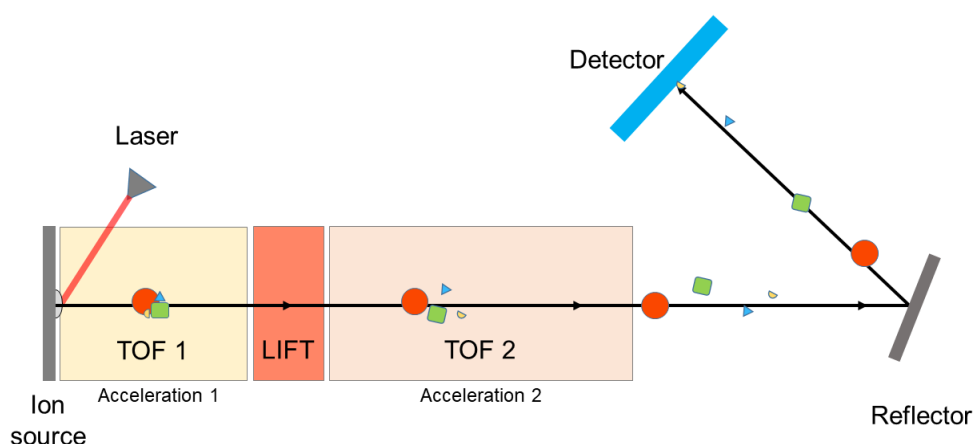 Detector
Laser
TOF 1
LIFT
TOF 2
Acceleration 1
Acceleration 2
Ion
source
Reflector